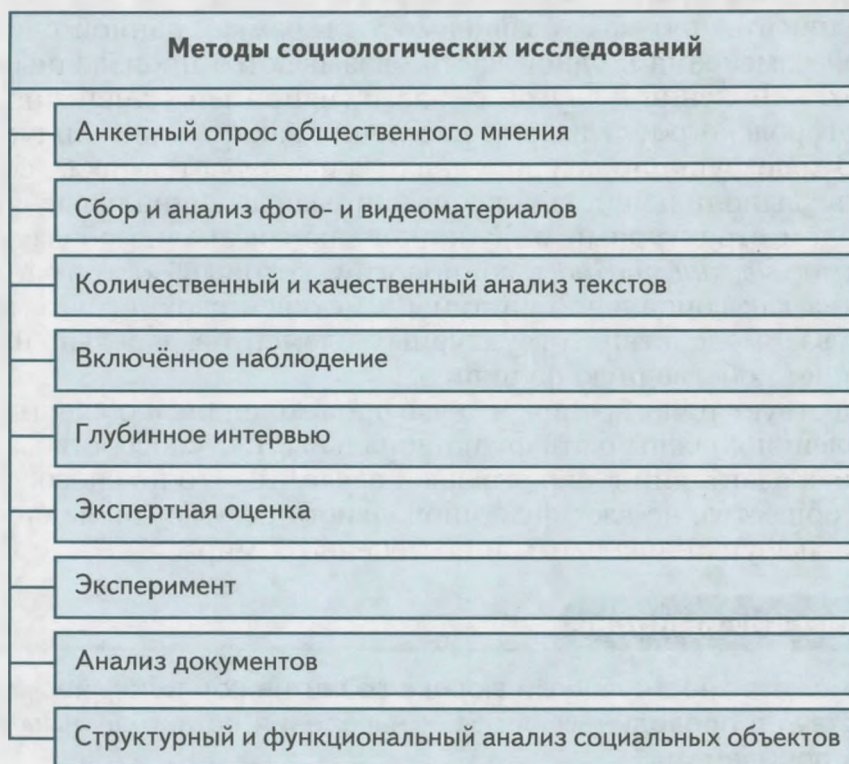 Методы социологических исследований
Анкетный опрос общественного мнения
Сбор и анализ фото- и видеоматериалов
Количественный и качественный анализ текстов
Включённое наблюдение
Глубинное интервью
Экспертная оценка
Эксперимент
Анализ документов
Структурный и функциональный анализ социальных объектов